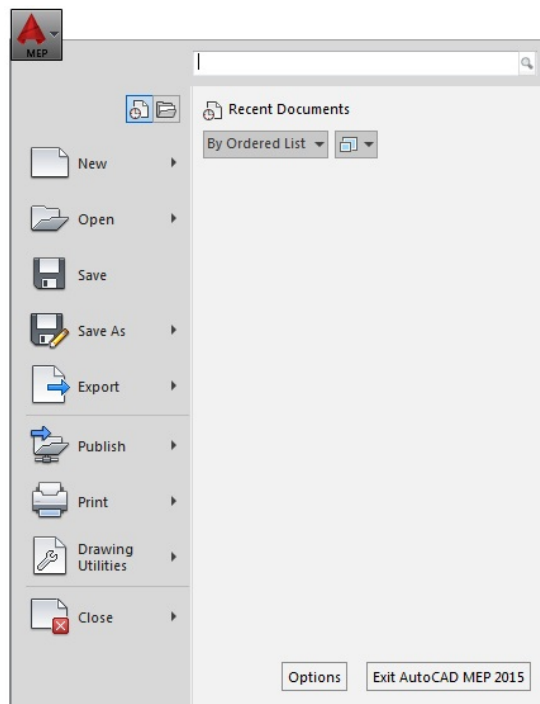 MEP
Recent Documents
By Ordered List
New
Open
Save
Save As
Export
Publish
Print
Drawing
Utilities
Close
Options
Exit AutoCAD MEP 2015